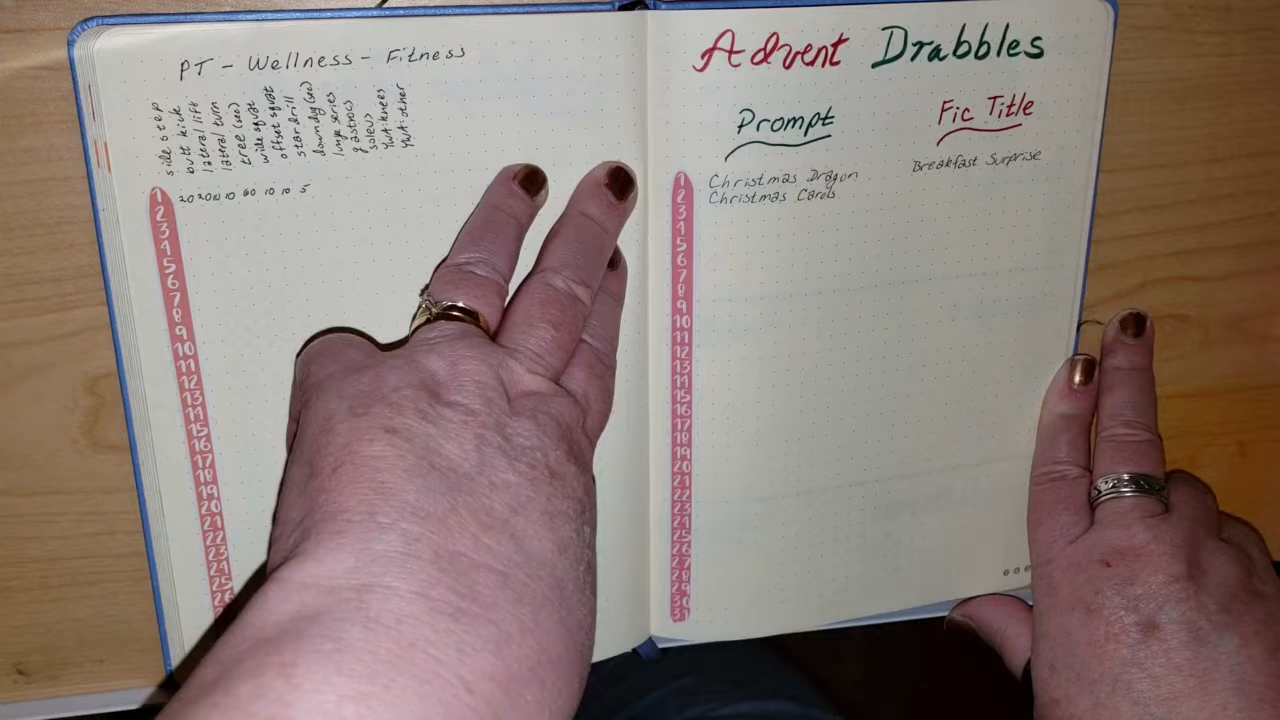 PT - Wellness - Fitness
side step
butt kick
lateral lift
lateral turn
tree (sec)
wide squat
offset squat
star drill
down dog (sec)
lunge series
gastrocs
soleus
YWT: knees
YWT: other
1 20 20 10 10 60 10 10 5
2
3
4
5
6
7
8
9
10
11
12
13
14
15
16
17
18
19
20
21
22
23
24
25
26
Advent Drabbles
Prompt Fic Title
1 Christmas Dragon Breakfast Surprise
2 Christmas Carols
3
4
5
6
7
8
9
10
11
12
13
14
15
16
17
18
19
20
21
22
23
24
25
26
27
28
29
30
31